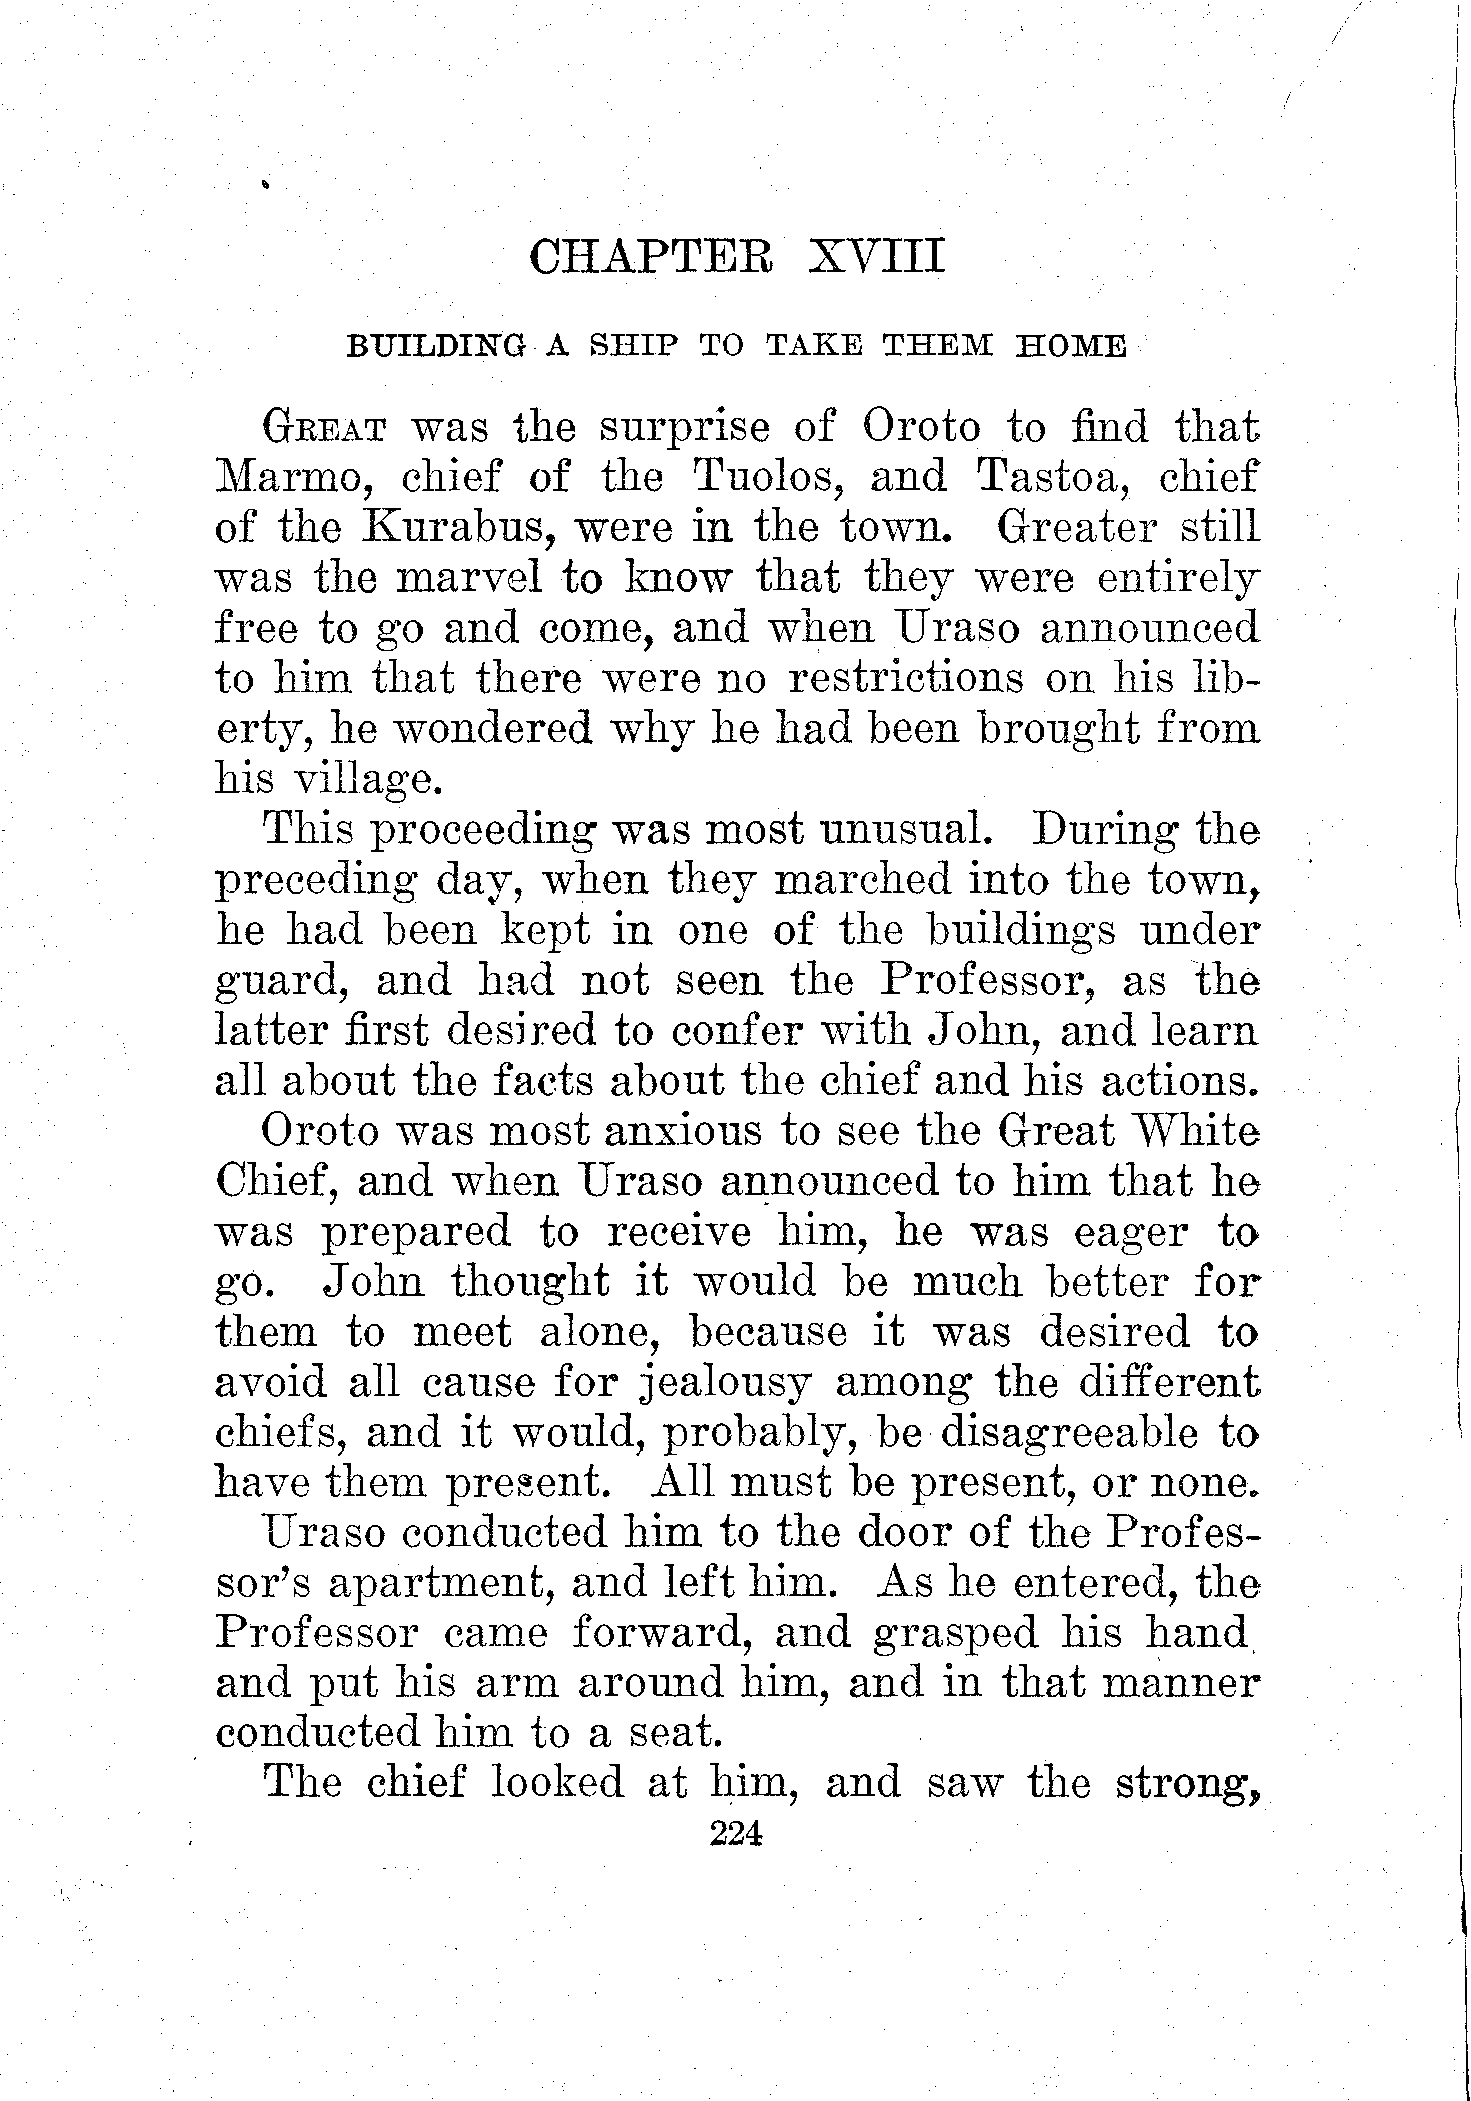 CHAPTER XVIII
BUILDING A SHIP TO TAKE THEM HOME
GREAT was the surprise of Oroto to find that
Marmo, chief of the Tuolos, and Tastoa, chief
of the Kurabus, were in the town. Greater still
was the marvel to know that they were entirely
free to go and come, and when Uraso announced
to him that there were no restrictions on his lib-
erty, he wondered why he had been brought from
his village.
This proceeding was most unusual. During the
preceding day, when they marched into the town,
he had been kept in one of the buildings under
guard, and had not seen the Professor, as the
latter first desired to confer with John, and learn
all about the facts about the chief and his actions.
Oroto was most anxious to see the Great White
Chief, and when Uraso announced to him that he
was prepared to receive him, he was eager to
go. John thought it would be much better for
them to meet alone, because it was desired to
avoid all cause for jealousy among the different
chiefs, and it would, probably, be disagreeable to
have them present. All must be present, or none.
Uraso conducted him to the door of the Profes-
sor's apartment, and left him. As he entered, the
Professor came forward, and grasped his hand
and put his arm around him, and in that manner
conducted him to a seat.
The chief looked at him, and saw the strong,
224